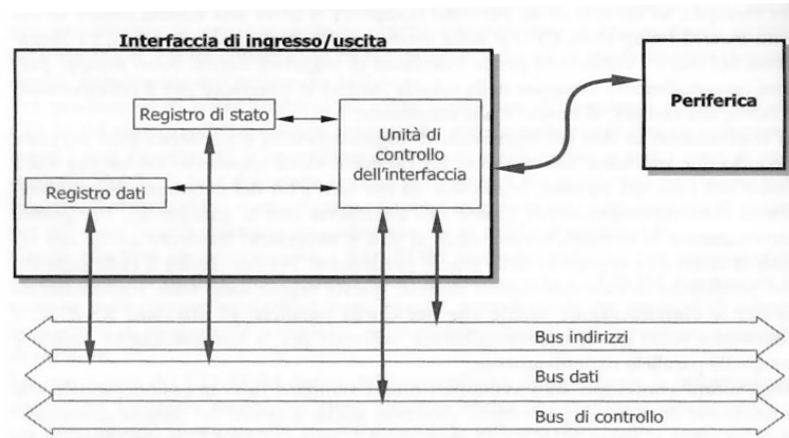 Interfaccia di ingresso/uscita
Periferica
Registro di stato
Unità di
controllo
dell'interfaccia
Registro dati
Bus indirizzi
Bus dati
Bus di controllo